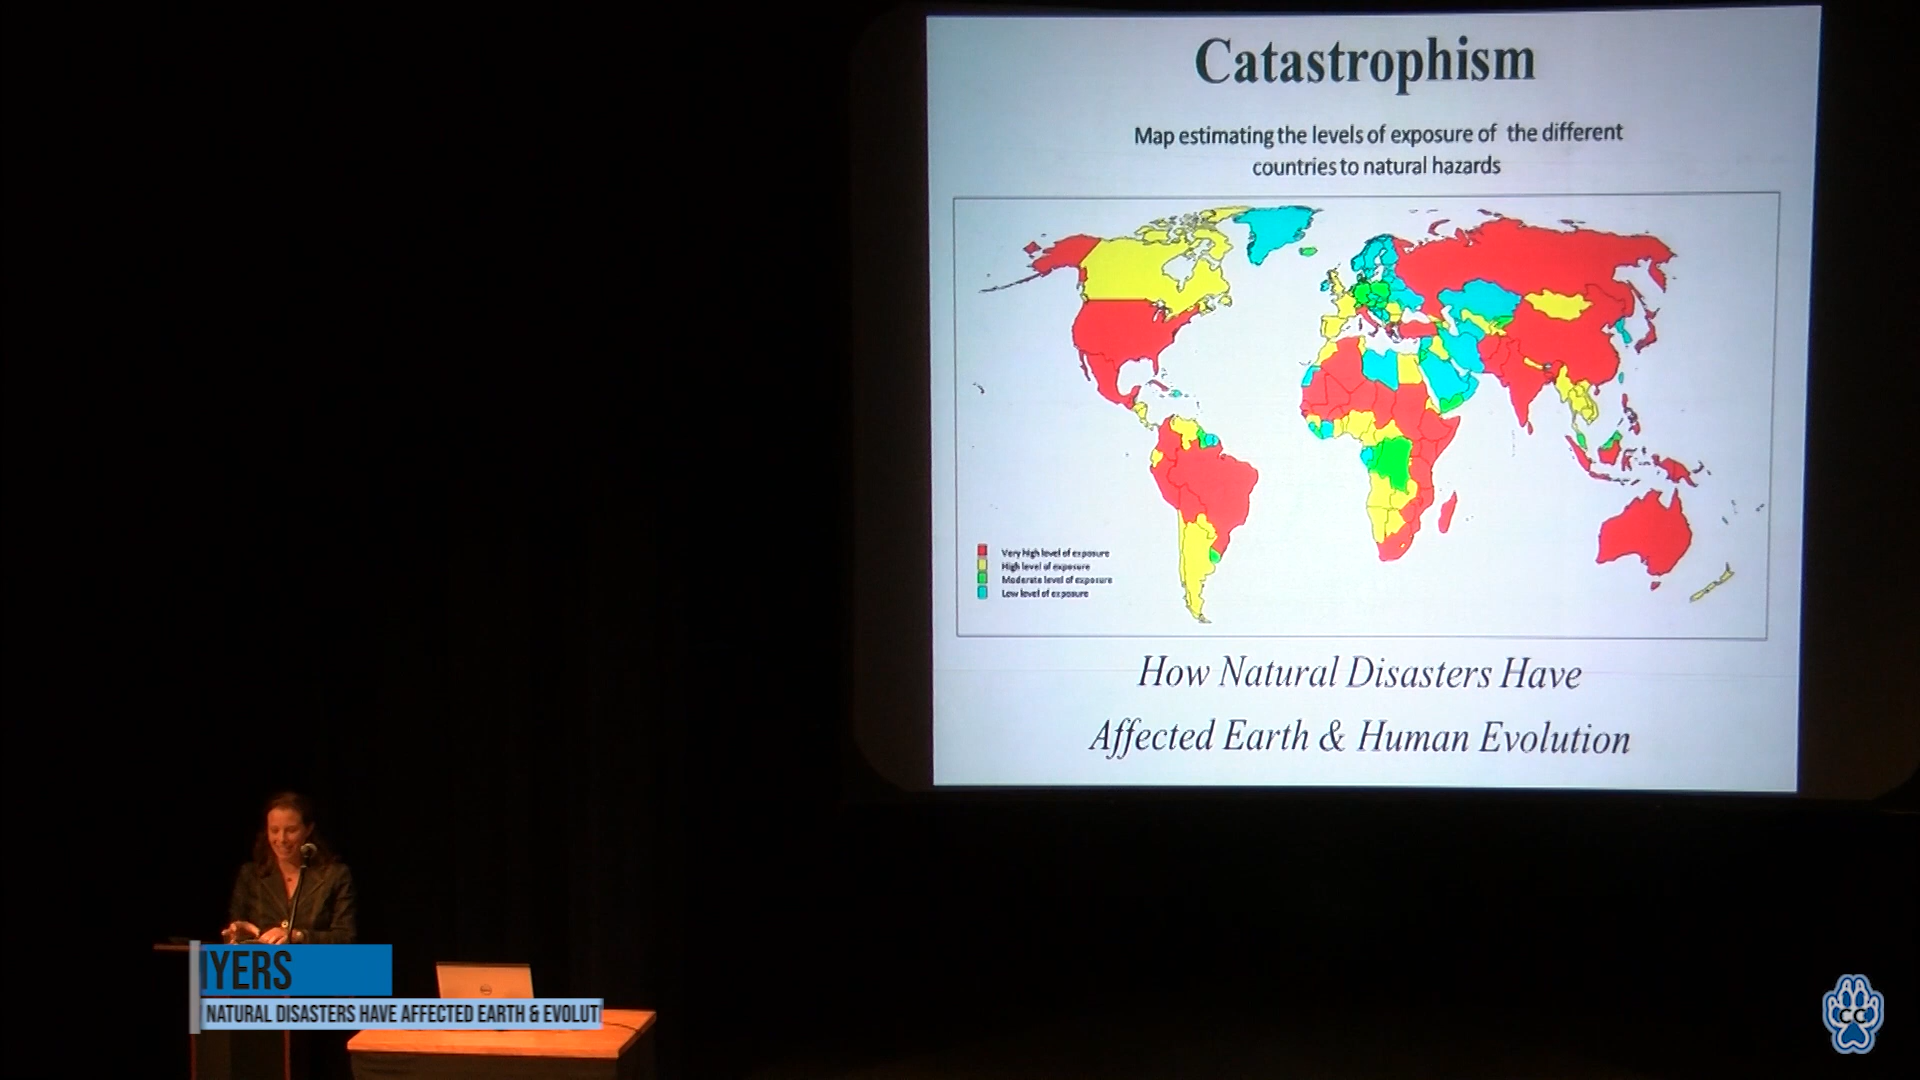 Catastrophism
Map estimating the levels of exposure of the different
countries to natural hazards
Very high level of exposure
High level of exposure
Moderate level of exposure
Low level of exposure
How Natural Disasters Have
Affected Earth & Human Evolution
YERS
NATURAL DISASTERS HAVE AFFECTED EARTH & EVOLUT
CC